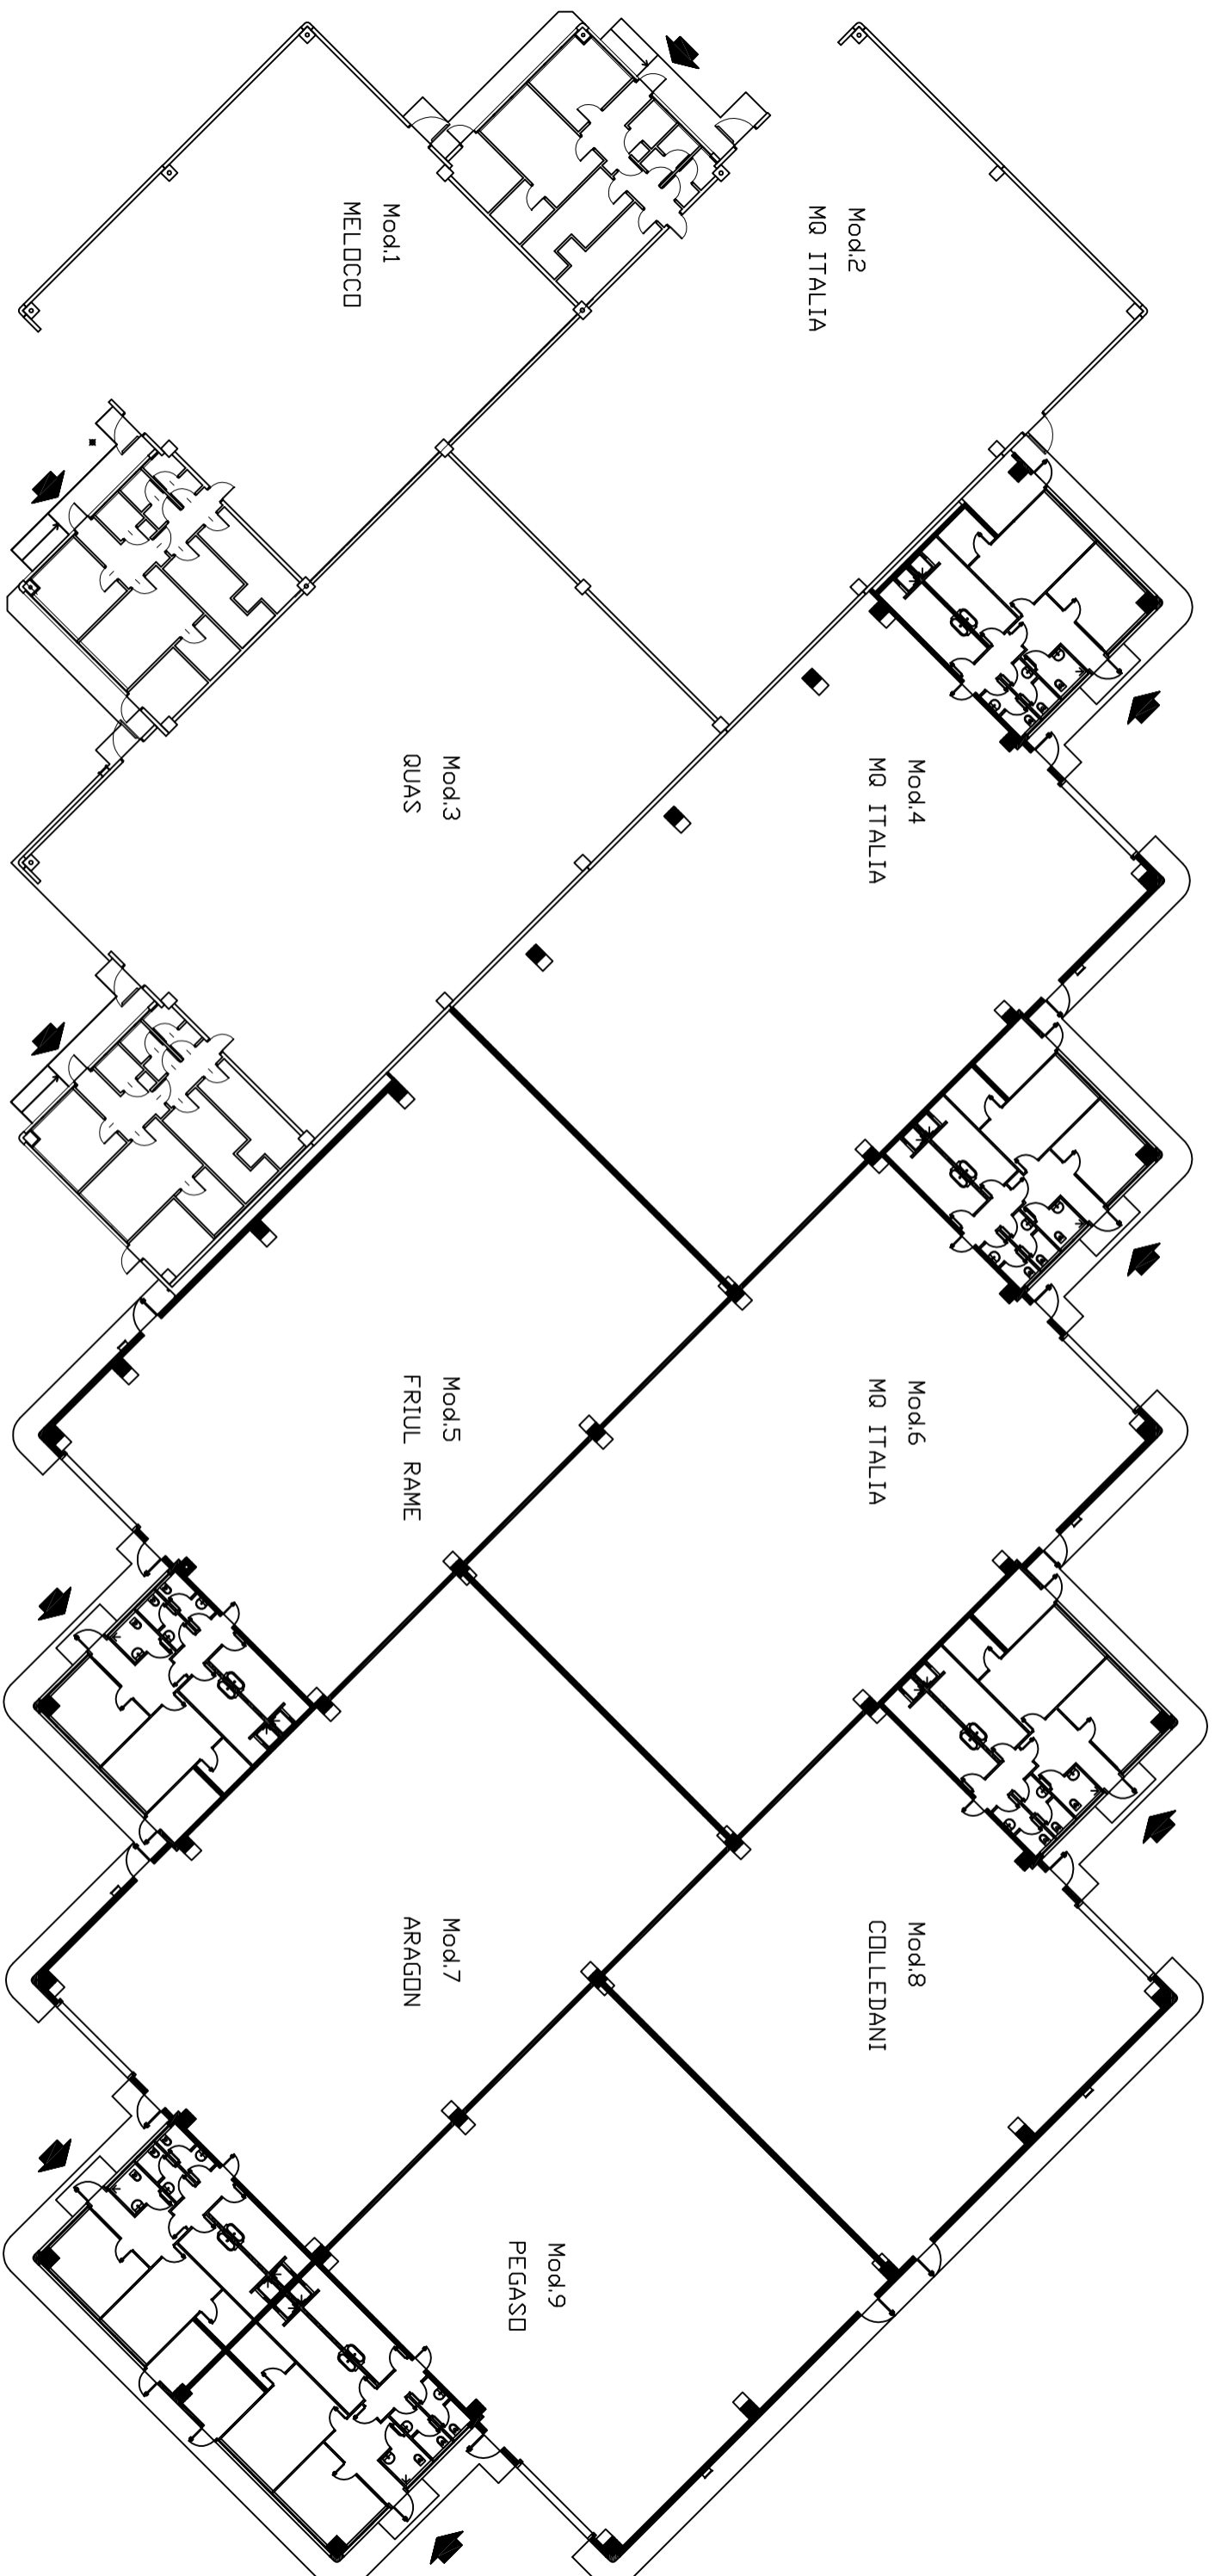 Mod.1
MELOCCO
Mod.2
MQ ITALIA
Mod.3
QUAS
Mod.4
MQ ITALIA
Mod.5
FRIUL RAME
Mod.6
MQ ITALIA
Mod.7
ARAGON
Mod.8
COLLEDANI
Mod.9
PEGASO